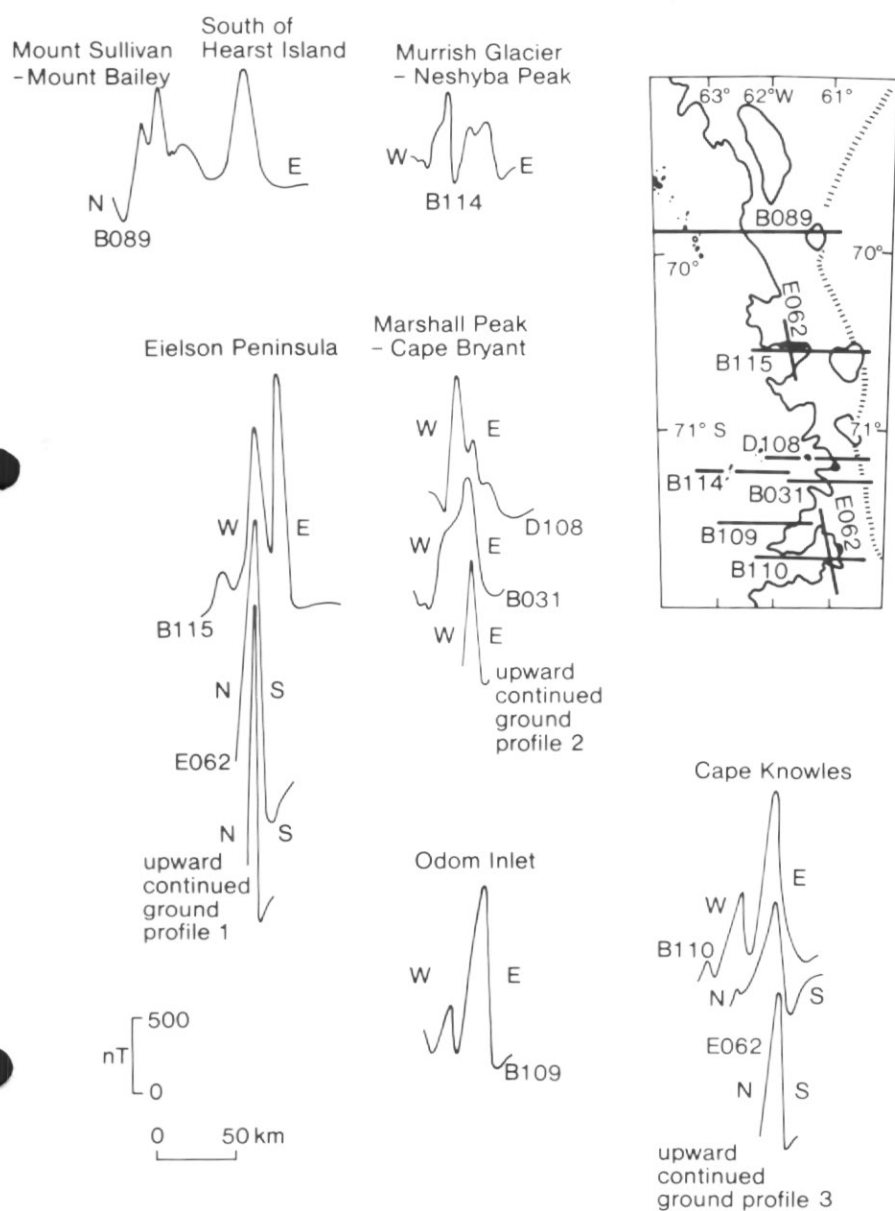 Mount Sullivan
-Mount Bailey
South of
Hearst Island
N
E
B089
Murrish Glacier
- Neshyba Peak
W
E
B114
63° 62°W 61°
B089
70°
70°
E062
B115
71° S
71°
D108
B114
B031
B109
E062
B110
Eielson Peninsula
W
E
B115
N
S
E062
N
S
upward
continued
ground
profile 1
Marshall Peak
- Cape Bryant
W
E
D108
W
E
B031
W
E
upward
continued
ground
profile 2
Odom Inlet
W
E
B109
Cape Knowles
W
E
B110
N
S
E062
N
S
upward
continued
ground profile 3
500
nT
0
0 50 km